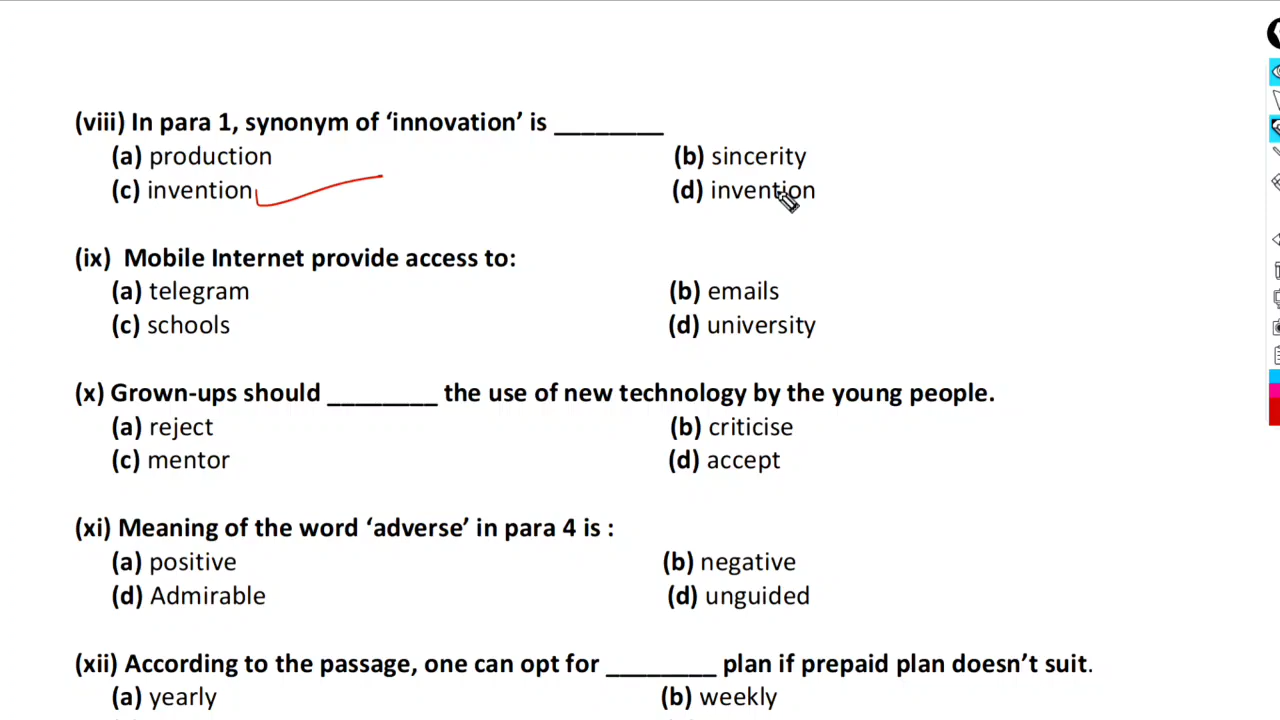 (viii) In para 1, synonym of ‘innovation’ is ________
(a) production (b) sincerity
(c) invention (d) invention
(ix) Mobile Internet provide access to:
(a) telegram (b) emails
(c) schools (d) university
(x) Grown-ups should ________ the use of new technology by the young people.
(a) reject (b) criticise
(c) mentor (d) accept
(xi) Meaning of the word ‘adverse’ in para 4 is :
(a) positive (b) negative
(d) Admirable (d) unguided
(xii) According to the passage, one can opt for ________ plan if prepaid plan doesn’t suit.
(a) yearly (b) weekly